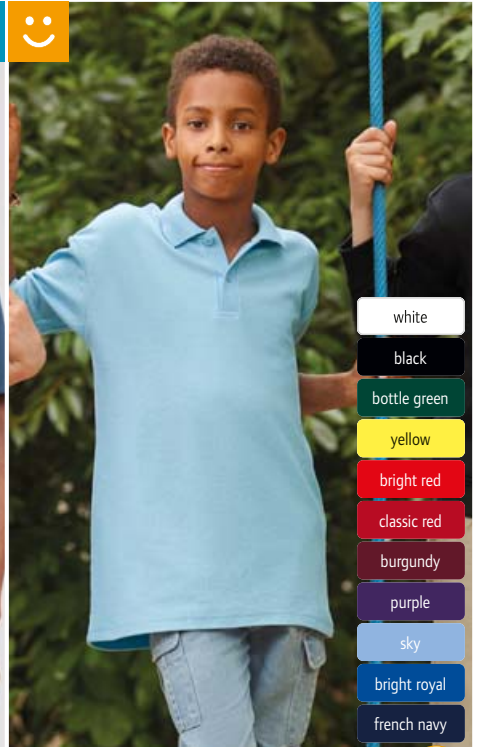 white
black
bottle green
yellow
bright red
classic red
burgundy
purple
sky
bright royal
french navy